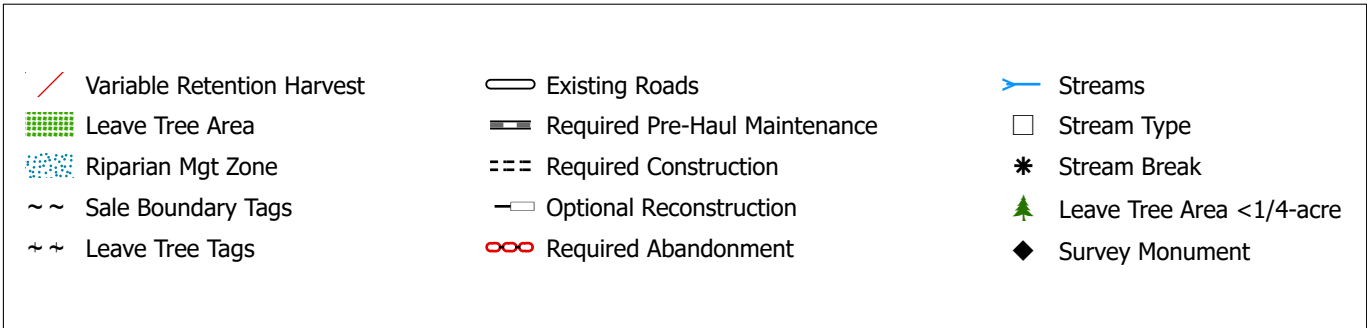 Variable Retention Harvest
Leave Tree Area
Riparian Mgt Zone
Sale Boundary Tags
Leave Tree Tags
Existing Roads
Required Pre-Haul Maintenance
Required Construction
Optional Reconstruction
Required Abandonment
Streams
Stream Type
Stream Break
Leave Tree Area <1/4-acre
Survey Monument